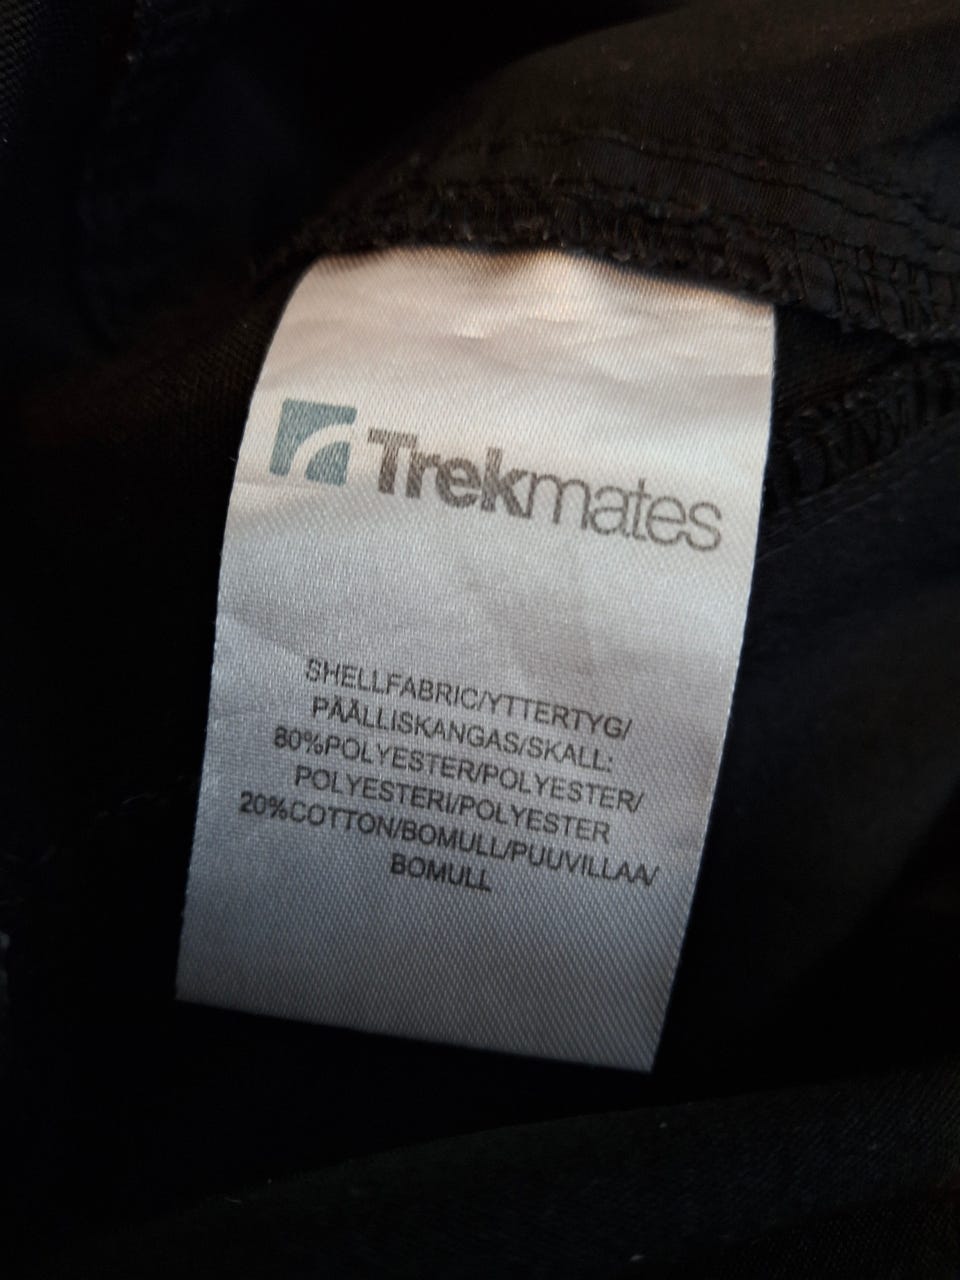 Trekmates
SHELLFABRIC/YTTERTYG/
PÄÄLLISKANGAS/SKALL:
80%POLYESTER/POLYESTER/
POLYESTERI/POLYESTER
20%COTTON/BOMULL/PUUVILLAA/
BOMULL